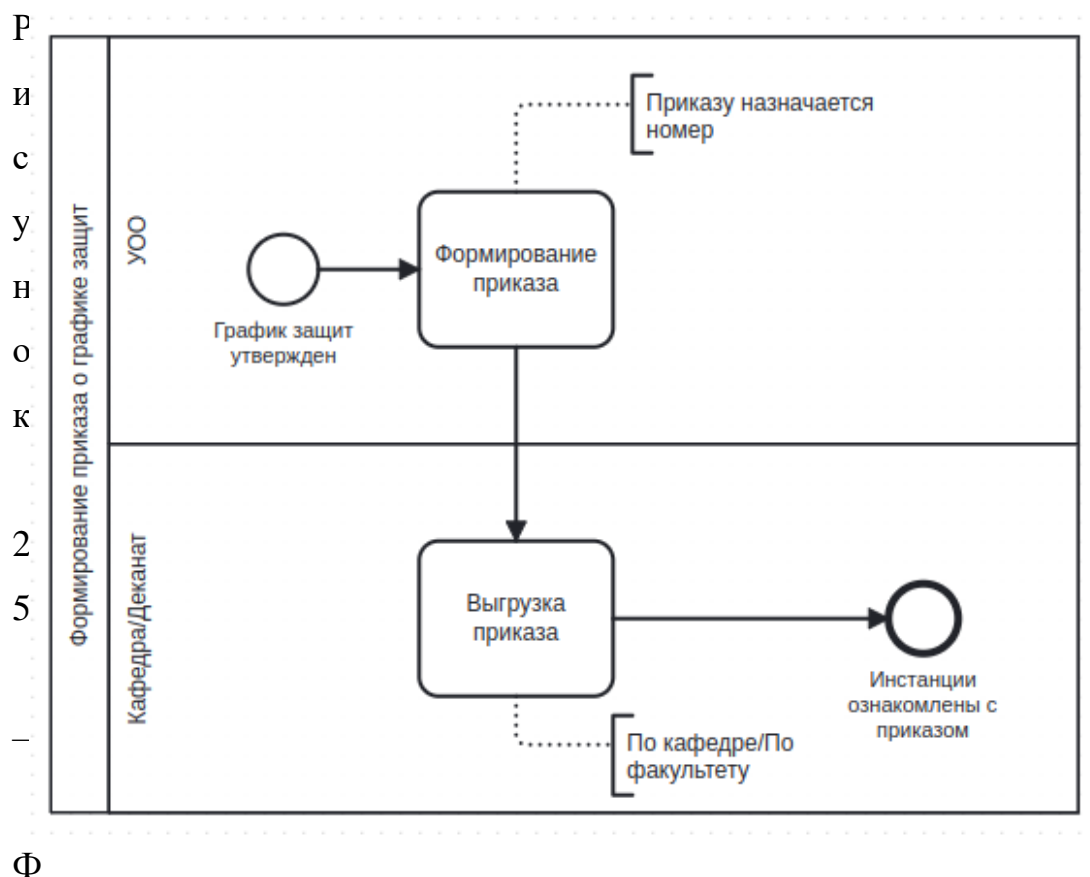 Р
и
с
у
н
о
к
2
5
–
Ф
Формирование приказа о графике защит
УОО
Приказу назначается
номер
Формирование
приказа
График защит
утвержден
Кафедра/Деканат
Выгрузка
приказа
Инстанции
ознакомлены с
приказом
По кафедре/По
факультету